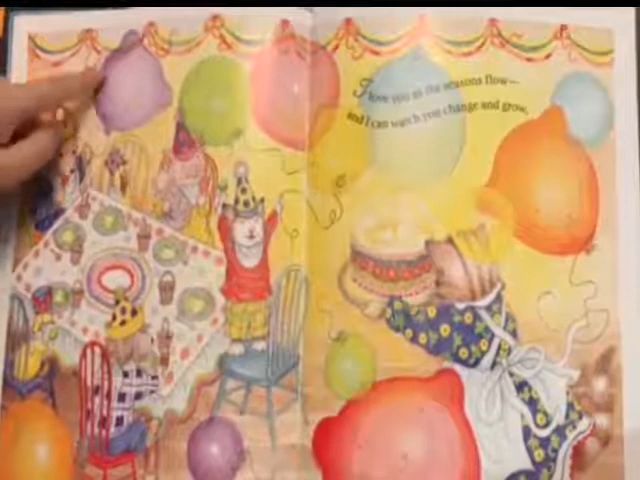 I love you as the seasons flow—
and I can watch you change and grow,